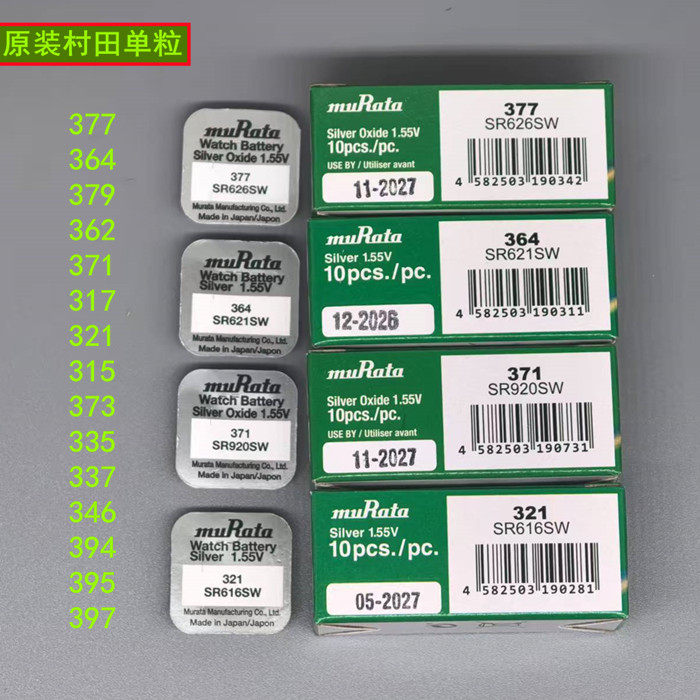 原装村田单粒
377
364
379
362
371
317
321
315
373
335
337
346
394
395
397
muRata
Watch Battery
Silver Oxide 1.55V
377
SR626SW
Murata Manufacturing Co., Ltd.
Made in Japan/Japon
muRata
Watch Battery
Silver 1.55V
364
SR621SW
Murata Manufacturing Co., Ltd.
Made in Japan/Japon
muRata
Watch Battery
Silver Oxide 1.55V
371
SR920SW
Murata Manufacturing Co., Ltd.
Made in Japan/Japon
muRata
Watch Battery
Silver 1.55V
321
SR616SW
Murata Manufacturing Co., Ltd.
Made in Japan/Japon
muRata
Silver Oxide 1.55V
10pcs./pc.
USE BY / Utiliser avant
11-2027
377
SR626SW
4 582503 190342
muRata
Silver 1.55V
10pcs./pc.
12-2026
364
SR621SW
4 582503 190311
muRata
Silver Oxide 1.55V
10pcs./pc.
USE BY / Utiliser avant
11-2027
371
SR920SW
4 582503 190731
muRata
Silver 1.55V
10pcs./pc.
05-2027
321
SR616SW
4 582503 190281